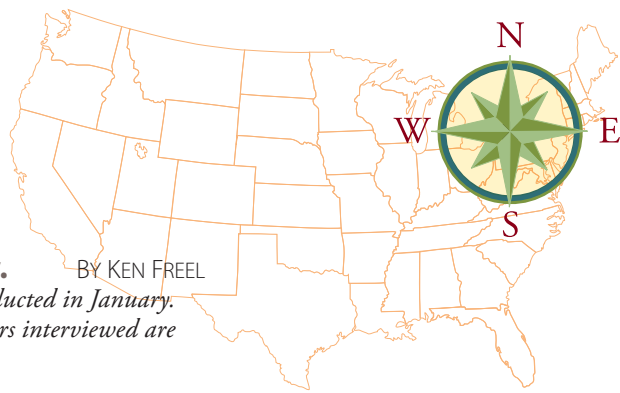 N
W E
S
. BY KEN FREEL
ducted in January.
rs interviewed are